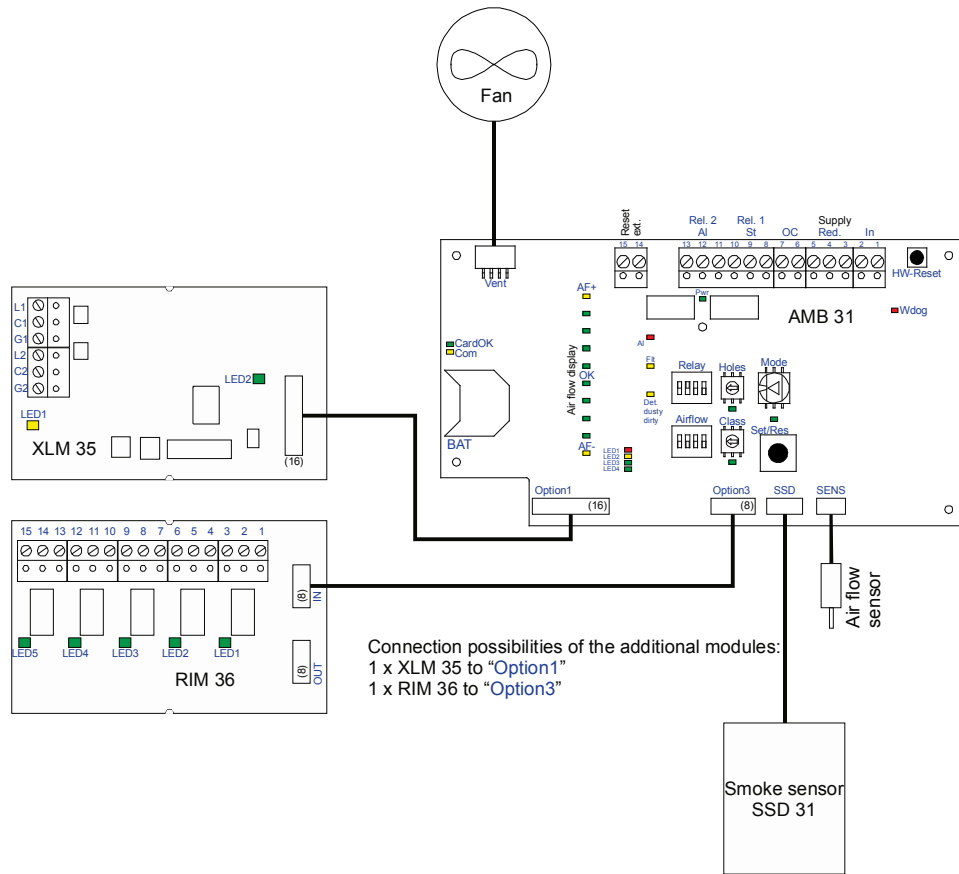 Fan
Vent
Reset
ext.
15 14
Rel. 2
Al
Rel. 1
St
OC
Supply
Red.
In
13 12 11 10 9 8 7 6 5 4 3 2 1
HW-Reset
Pwr
Wdog
AMB 31
AF+
Air flow display
OK
AF-
CardOK
Com
BAT
Al
Flt
Det.
dusty
dirty
LED1
LED2
LED3
LED4
Relay
Holes
Mode
Airflow
Class
Set/Res
Option1
(16)
Option3
(8)
SSD
SENS
L1
C1
G1
L2
C2
G2
LED1
LED2
XLM 35
(16)
15 14 13 12 11 10 9 8 7 6 5 4 3 2 1
(8)
IN
(8)
OUT
LED5
LED4
LED3
LED2
LED1
RIM 36
Air flow
sensor
Connection possibilities of the additional modules:
1 x XLM 35 to “Option1”
1 x RIM 36 to “Option3”
Smoke sensor
SSD 31